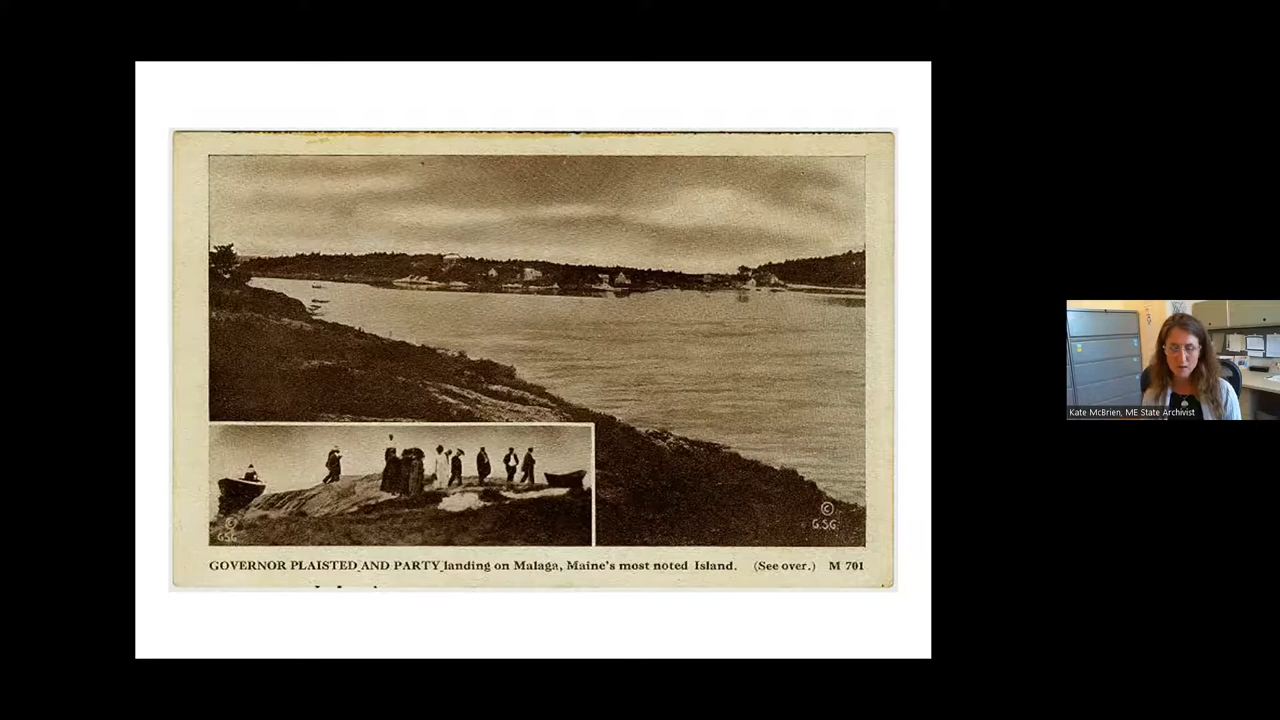 © G.S.G.
© G.S.G.
GOVERNOR PLAISTED AND PARTY landing on Malaga, Maine's most noted Island. (See over.) M 701
Kate McBrien, ME State Archivist